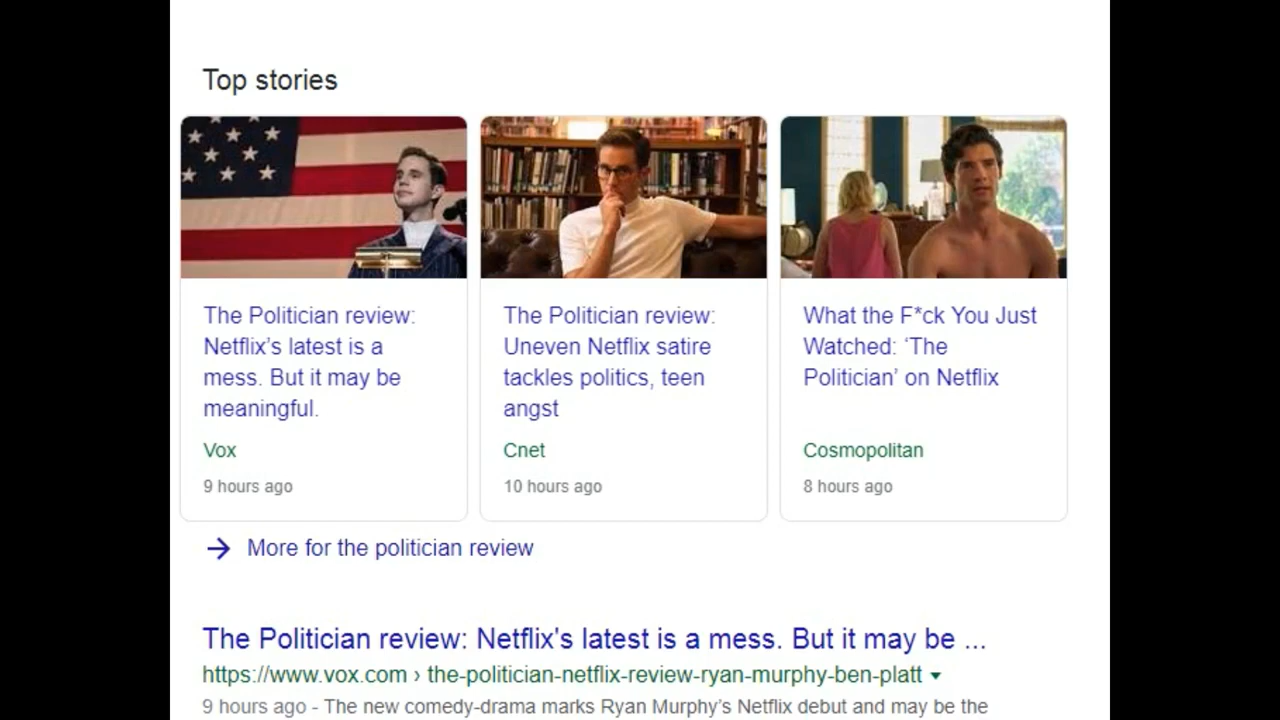 Top stories
The Politician review:
Netflix’s latest is a
mess. But it may be
meaningful.
Vox
9 hours ago
The Politician review:
Uneven Netflix satire
tackles politics, teen
angst
Cnet
10 hours ago
What the F*ck You Just
Watched: ‘The
Politician’ on Netflix
Cosmopolitan
8 hours ago
More for the politician review
The Politician review: Netflix's latest is a mess. But it may be ...
https://www.vox.com › the-politician-netflix-review-ryan-murphy-ben-platt
9 hours ago - The new comedy-drama marks Ryan Murphy’s Netflix debut and may be the